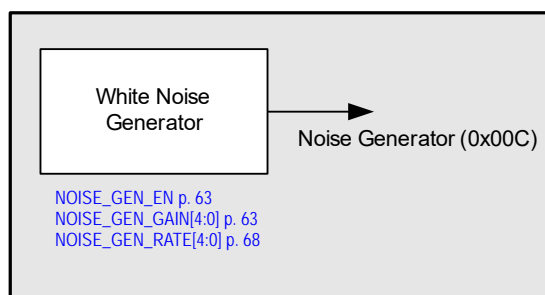 White Noise
Generator
Noise Generator (0x00C)
NOISE_GEN_EN p. 63
NOISE_GEN_GAIN[4:0] p. 63
NOISE_GEN_RATE[4:0] p. 68